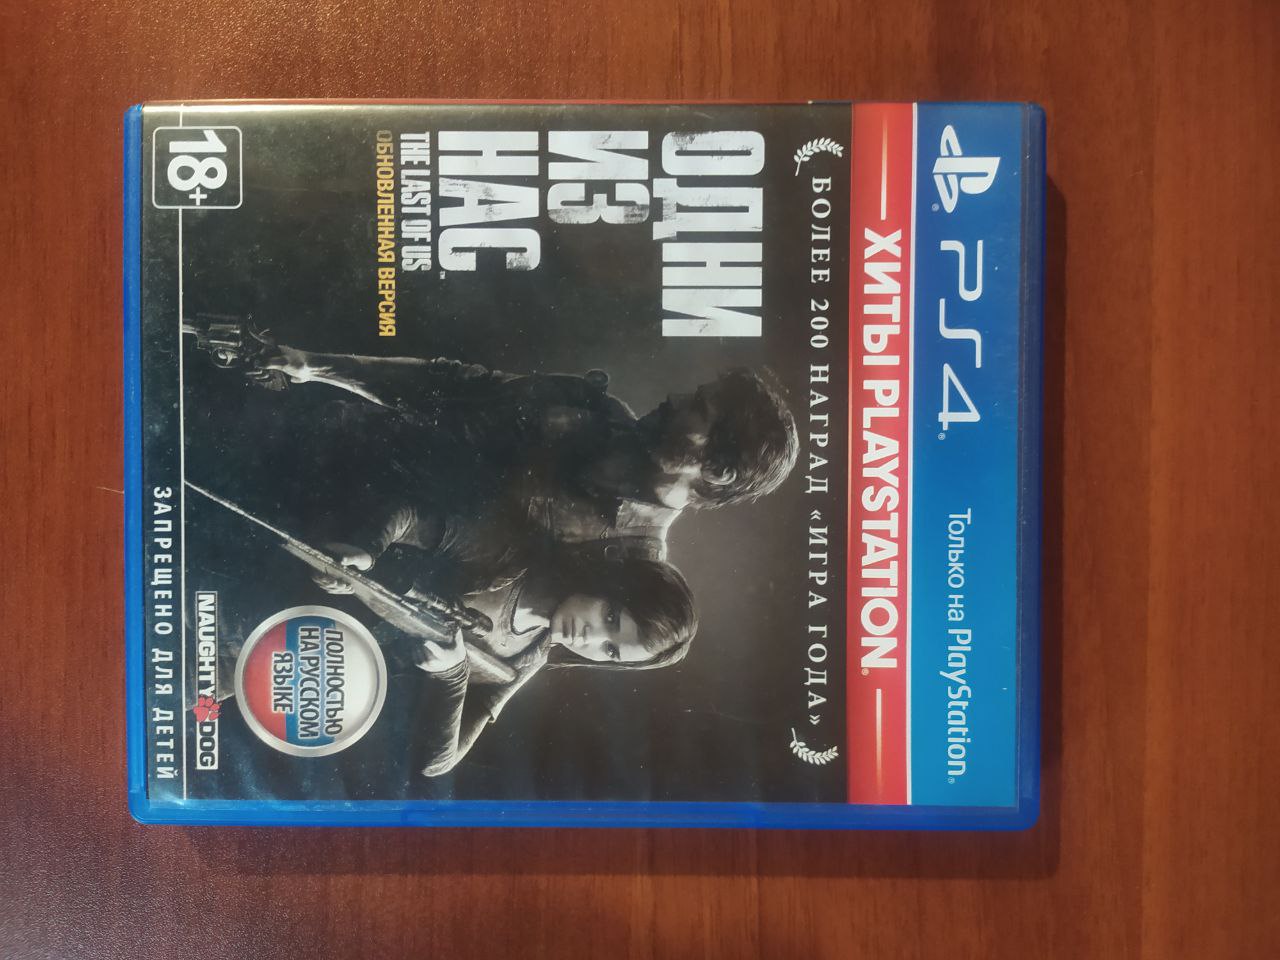 PS4
Только на PlayStation
ХИТЫ PLAYSTATION
БОЛЕЕ 200 НАГРАД «ИГРА ГОДА»
ОДНИ
ИЗ
НАС
THE LAST OF US
ОБНОВЛЕННАЯ ВЕРСИЯ
ПОЛНОСТЬЮ
НА РУССКОМ
ЯЗЫКЕ
NAUGHTY DOG
18+
ЗАПРЕЩЕНО ДЛЯ ДЕТЕЙ